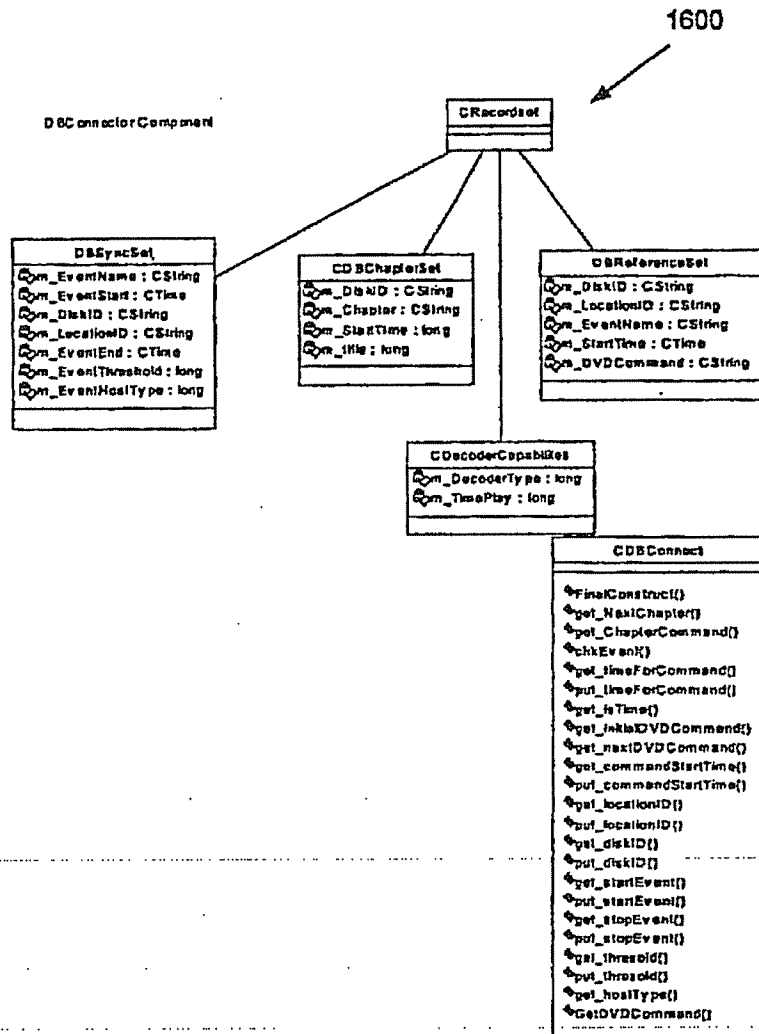 1600
DBConnectorComponent
CRecordset
DBSyncSet
m_EventName : CString
m_EventStart : CTime
m_DiskID : CString
m_LocationID : CString
m_EventEnd : CTime
m_EventThreshold : long
m_EventHostType : long
CDBChapterSet
m_DiskID : CString
m_Chapter : CString
m_StartTime : long
m_title : long
DBReferenceSet
m_DiskID : CString
m_LocationID : CString
m_EventName : CString
m_StartTime : CTime
m_DVDCommand : CString
CDecoderCapabilites
m_DecoderType : long
m_TimePlay : long
CDBConnect
FinalConstruct()
get_NextChapter()
get_ChapterCommand()
chkEvent()
get_timeForCommand()
put_timeForCommand()
get_isTime()
get_initialDVDCommand()
get_nextDVDCommand()
get_commandStartTime()
put_commandStartTime()
get_locationID()
put_locationID()
get_diskID()
put_diskID()
get_startEvent()
put_startEvent()
get_stopEvent()
put_stopEvent()
get_thresold()
put_thresold()
get_hostType()
GetDVDCommand()